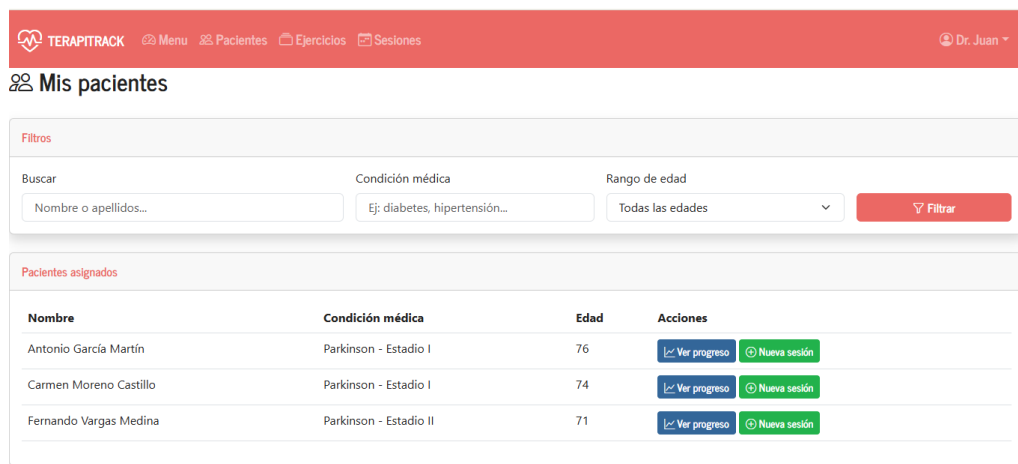 TERAPITRACK Menu Pacientes Ejercicios Sesiones Dr. Juan
Mis pacientes
Filtros
Buscar Condición médica Rango de edad
Nombre o apellidos... Ej: diabetes, hipertensión... Todas las edades Filtrar
Pacientes asignados
Nombre Condición médica Edad Acciones
Antonio García Martín Parkinson - Estadio I 76 Ver progreso Nueva sesión
Carmen Moreno Castillo Parkinson - Estadio I 74 Ver progreso Nueva sesión
Fernando Vargas Medina Parkinson - Estadio II 71 Ver progreso Nueva sesión